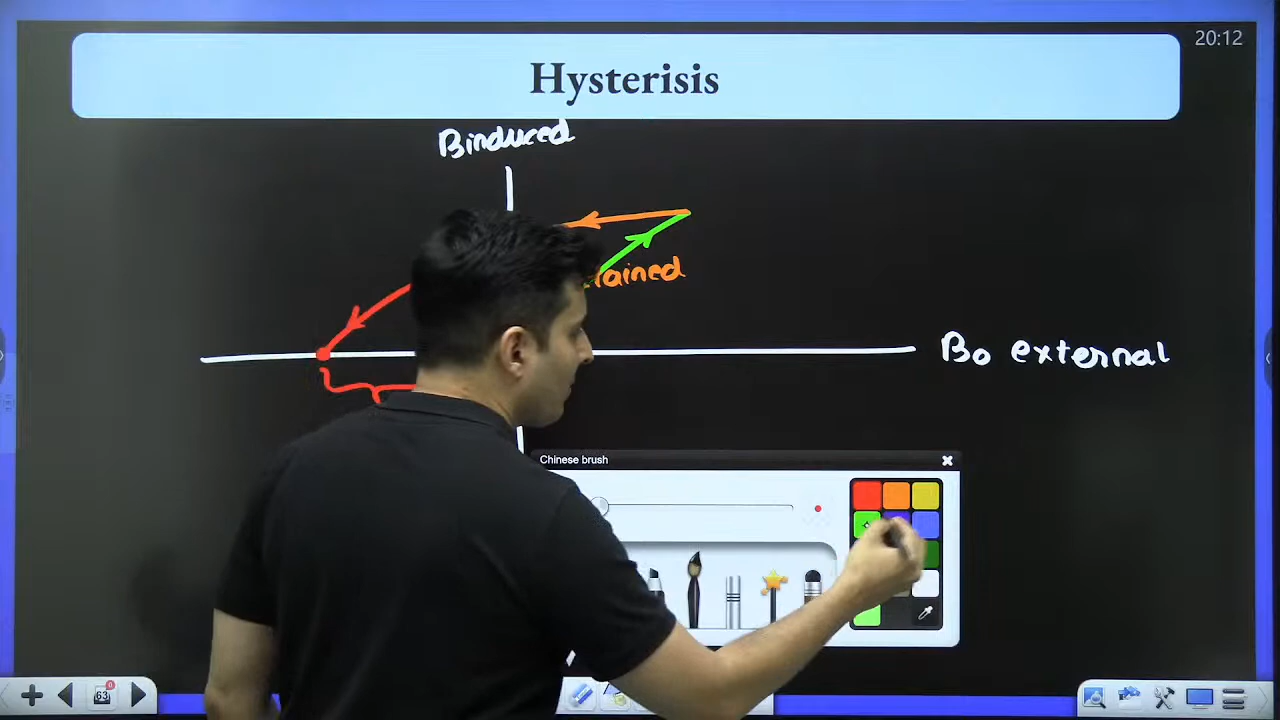 20:12
Hysterisis
Binduced
tained
Bo external
Chinese brush
63